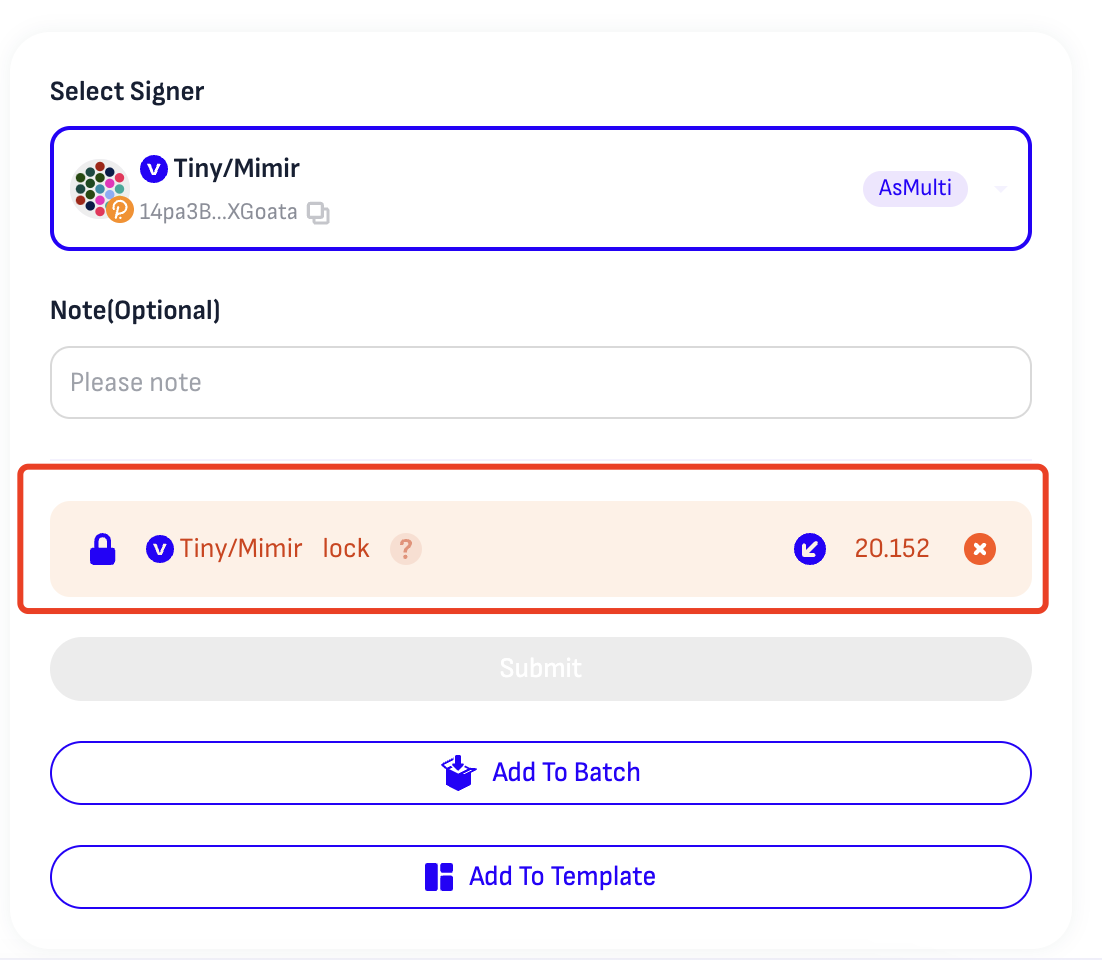 Select Signer
V Tiny/Mimir
14pa3B...XGoata
AsMulti
Note(Optional)
Please note
V Tiny/Mimir lock ? 20.152
Submit
Add To Batch
Add To Template